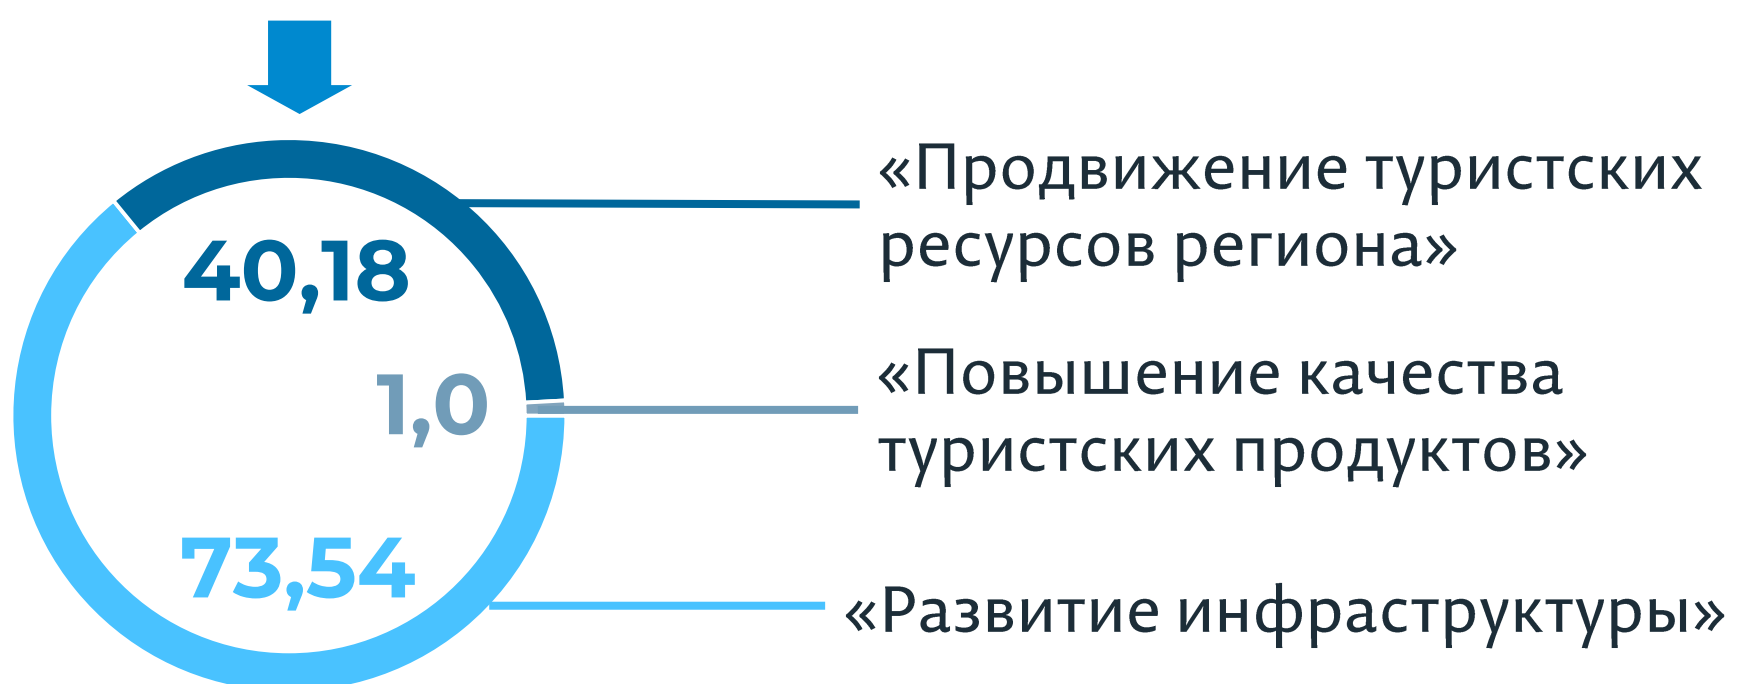 40,18
«Продвижение туристских
ресурсов региона»
1,0
«Повышение качества
туристских продуктов»
73,54
«Развитие инфраструктуры»